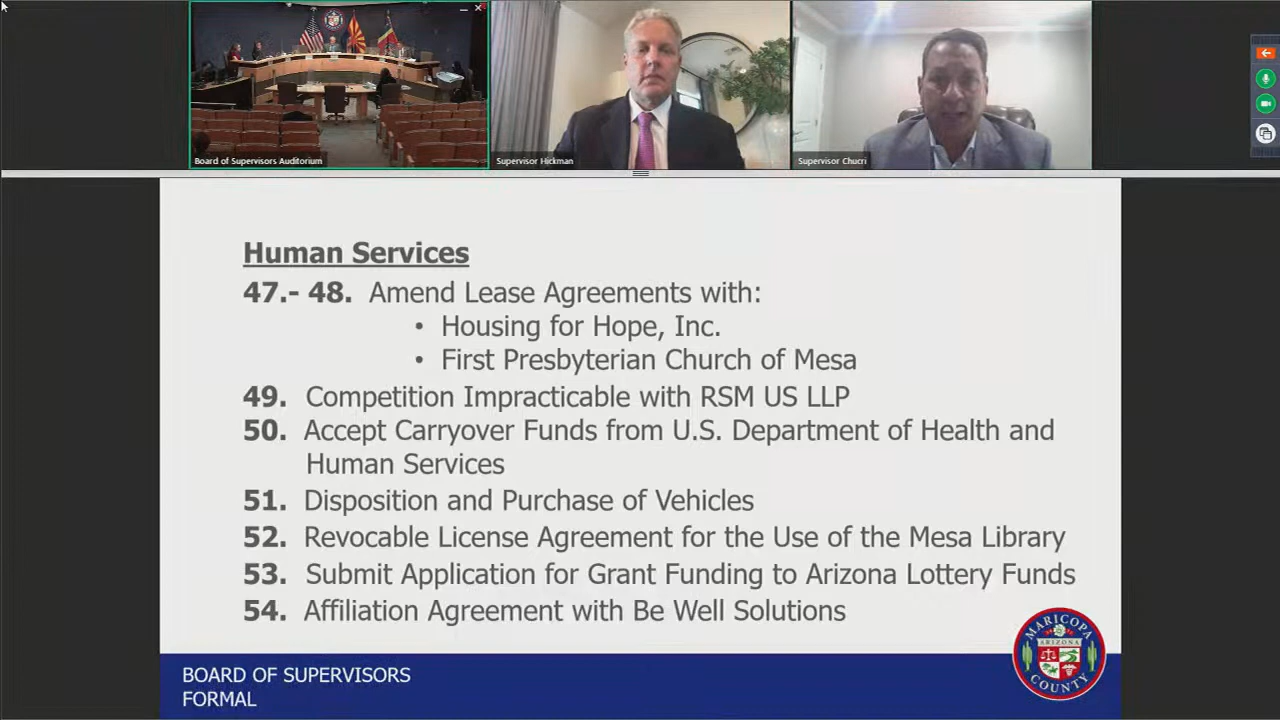 Board of Supervisors Auditorium
Supervisor Hickman
Supervisor Chucri
Human Services
47.- 48. Amend Lease Agreements with:
• Housing for Hope, Inc.
• First Presbyterian Church of Mesa
49. Competition Impracticable with RSM US LLP
50. Accept Carryover Funds from U.S. Department of Health and
Human Services
51. Disposition and Purchase of Vehicles
52. Revocable License Agreement for the Use of the Mesa Library
53. Submit Application for Grant Funding to Arizona Lottery Funds
54. Affiliation Agreement with Be Well Solutions
MARICOPA
ARIZONA
COUNTY
BOARD OF SUPERVISORS
FORMAL